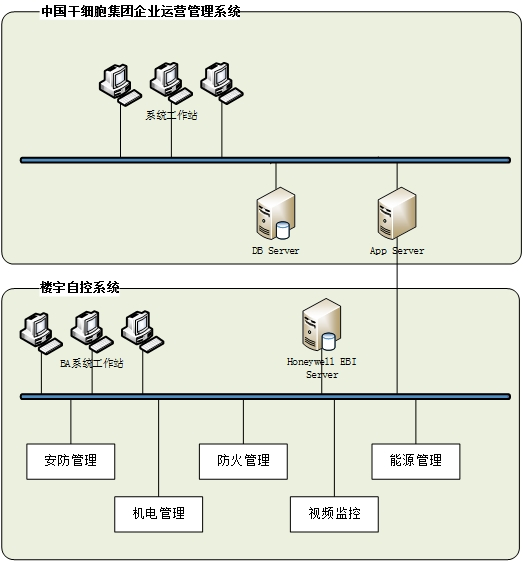 中国干细胞集团企业运营管理系统
系统工作站
DB Server
App Server
楼宇自控系统
BA系统工作站
Honeywell EBI
Server
安防管理
防火管理
能源管理
机电管理
视频监控